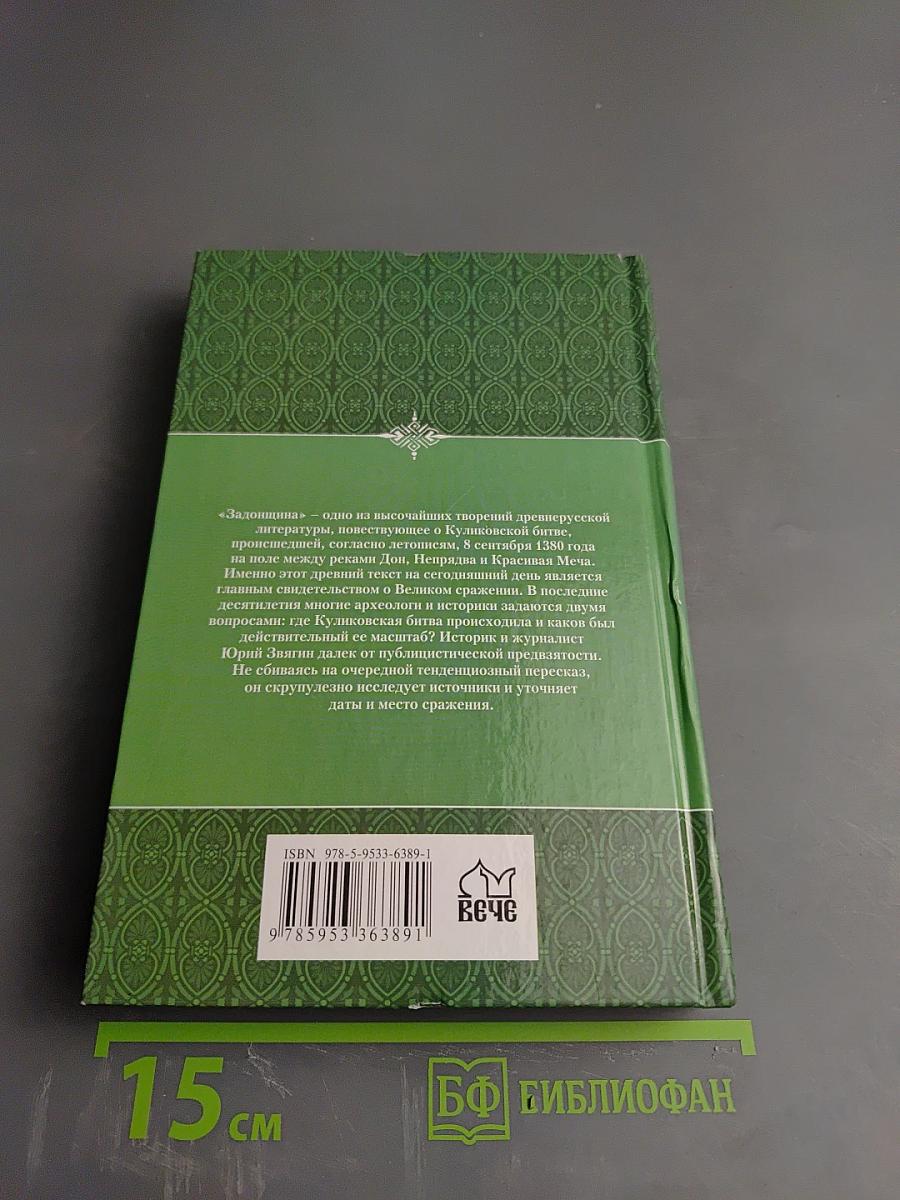 «Задонщина» – одно из высочайших творений древнерусской
литературы, повествующее о Куликовской битве,
происшедшей, согласно летописям, 8 сентября 1380 года
на поле между реками Дон, Непрядва и Красивая Меча.
Именно этот древний текст на сегодняшний день является
главным свидетельством о Великом сражении. В последние
десятилетия многие археологи и историки задаются двумя
вопросами: где Куликовская битва происходила и каков был
действительный ее масштаб? Историк и журналист
Юрий Звягин далек от публицистической предвзятости.
Не сбиваясь на очередной тенденциозный пересказ,
он скрупулезно исследует источники и уточняет
даты и место сражения.
ISBN 978-5-9533-6389-1
9 785953 363891
ВЕЧЕ
15 см
БФ БИБЛИОФАН